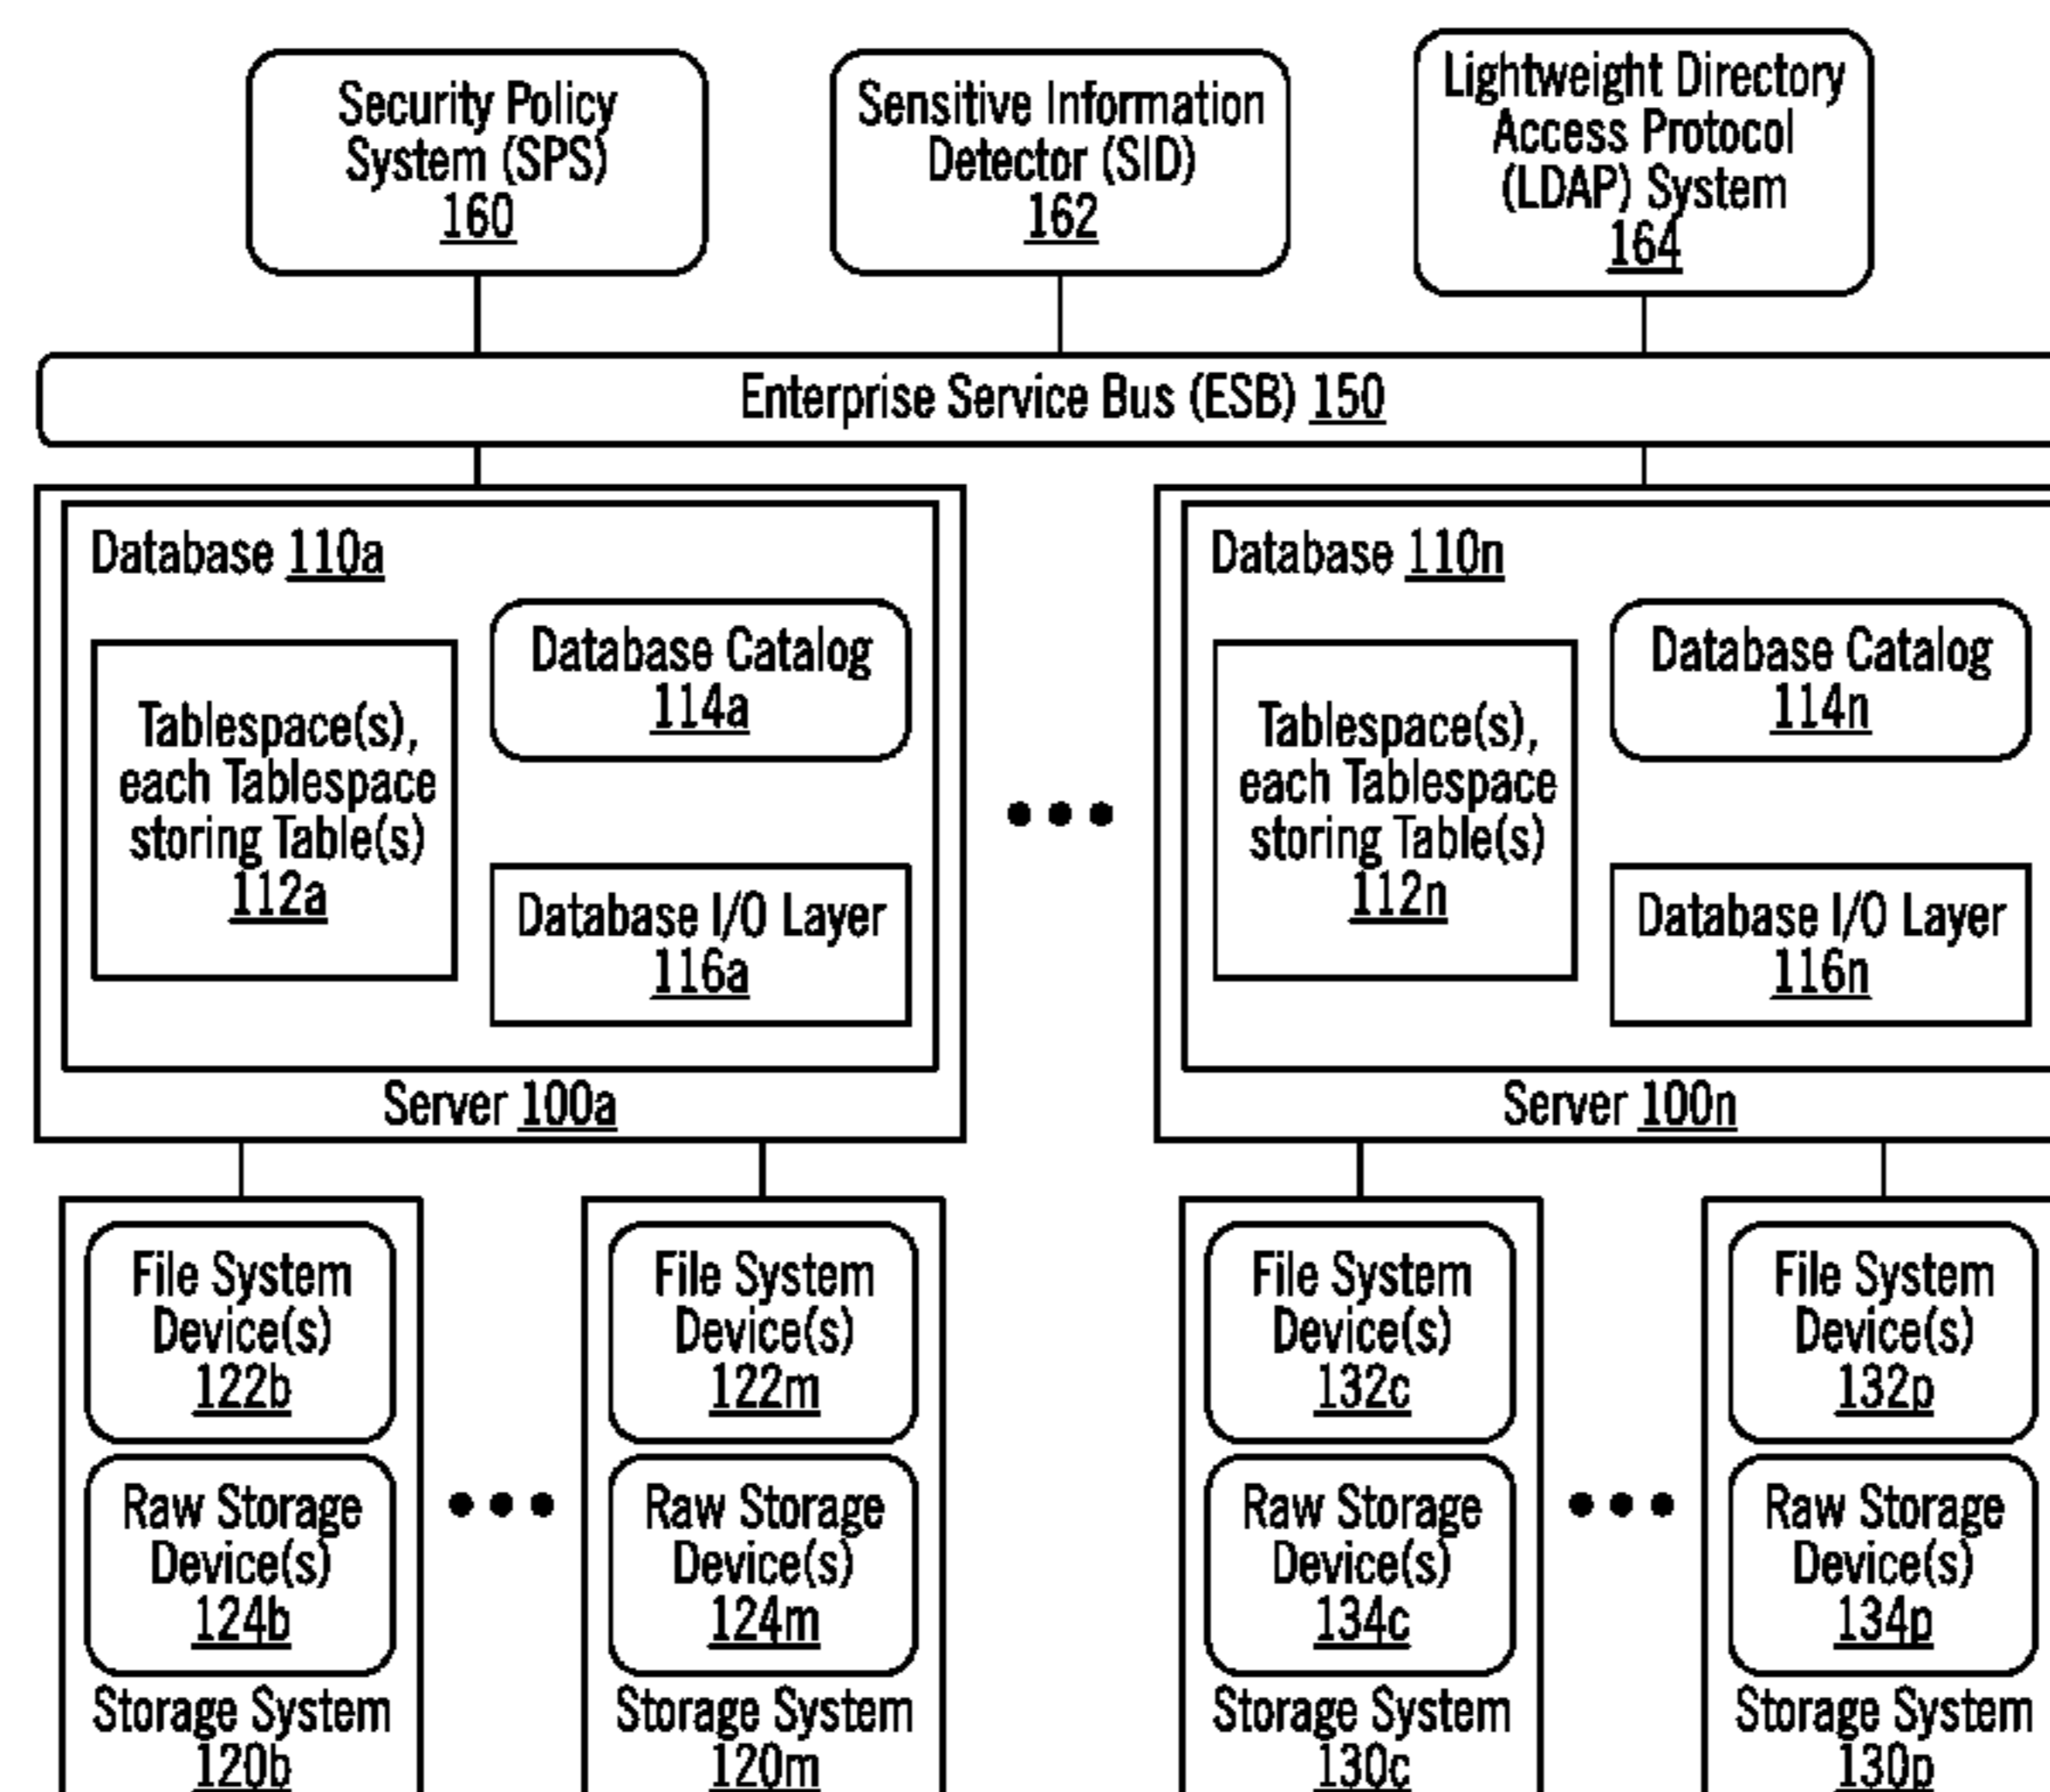 Security Policy
System (SPS)
160
Sensitive Information
Detector (SID)
162
Lightweight Directory
Access Protocol
(LDAP) System
164
Enterprise Service Bus (ESB) 150
Database 110a
Database Catalog
114a
Tablespace(s),
each Tablespace
storing Table(s)
112a
Database I/O Layer
116a
Server 100a
Database 110n
Database Catalog
114n
Tablespace(s),
each Tablespace
storing Table(s)
112n
Database I/O Layer
116n
Server 100n
File System
Device(s)
122b
Raw Storage
Device(s)
124b
Storage System
120b
File System
Device(s)
122m
Raw Storage
Device(s)
124m
Storage System
120m
File System
Device(s)
132c
Raw Storage
Device(s)
134c
Storage System
130c
File System
Device(s)
132p
Raw Storage
Device(s)
134p
Storage System
130p